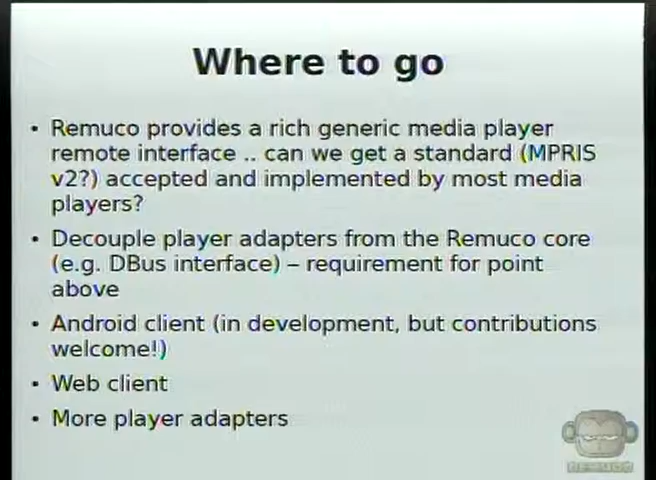 Where to go
• Remuco provides a rich generic media player
remote interface .. can we get a standard (MPRIS
v2?) accepted and implemented by most media
players?
• Decouple player adapters from the Remuco core
(e.g. DBus interface) – requirement for point
above
• Android client (in development, but contributions
welcome!)
• Web client
• More player adapters
REMUCO